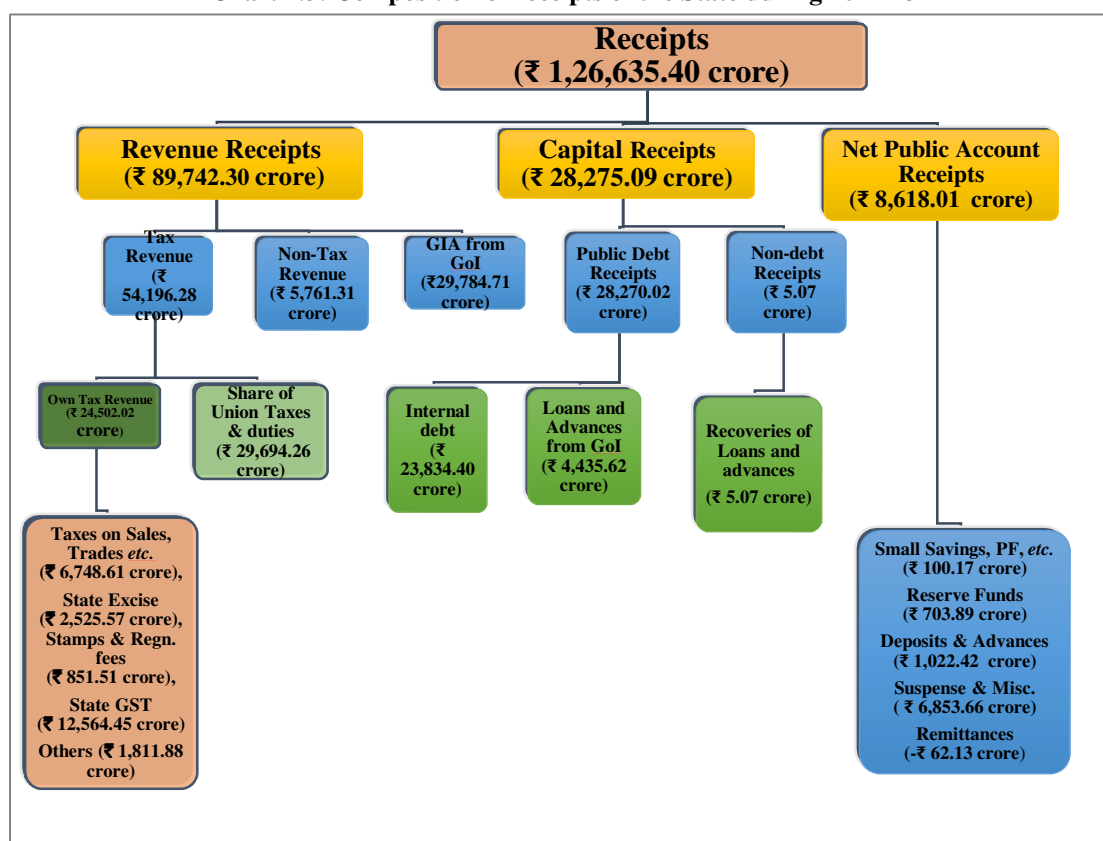 Receipts
(₹ 1,26,635.40 crore)
Revenue Receipts
(₹ 89,742.30 crore)
Capital Receipts
(₹ 28,275.09 crore)
Net Public Account
Receipts
(₹ 8,618.01 crore)
Tax
Revenue
(₹
54,196.28
crore)
Non-Tax
Revenue
(₹ 5,761.31
crore)
GIA from
GoI
(₹29,784.71
crore)
Public Debt
Receipts
(₹ 28,270.02
crore)
Non-debt
Receipts
(₹ 5.07
crore)
Own Tax Revenue
(₹ 24,502.02
crore)
Share of
Union Taxes
& duties
(₹ 29,694.26
crore)
Internal
debt
(₹
23,834.40
crore)
Loans and
Advances
from GoI
(₹ 4,435.62
crore)
Recoveries of
Loans and
advances
(₹ 5.07 crore)
Taxes on Sales,
Trades etc.
(₹ 6,748.61 crore),
State Excise
(₹ 2,525.57 crore),
Stamps & Regn.
fees
(₹ 851.51 crore),
State GST
(₹ 12,564.45 crore)
Others (₹ 1,811.88
crore)
Small Savings, PF, etc.
(₹ 100.17 crore)
Reserve Funds
(₹ 703.89 crore)
Deposits & Advances
(₹ 1,022.42 crore)
Suspense & Misc.
( ₹ 6,853.66 crore)
Remittances
(-₹ 62.13 crore)